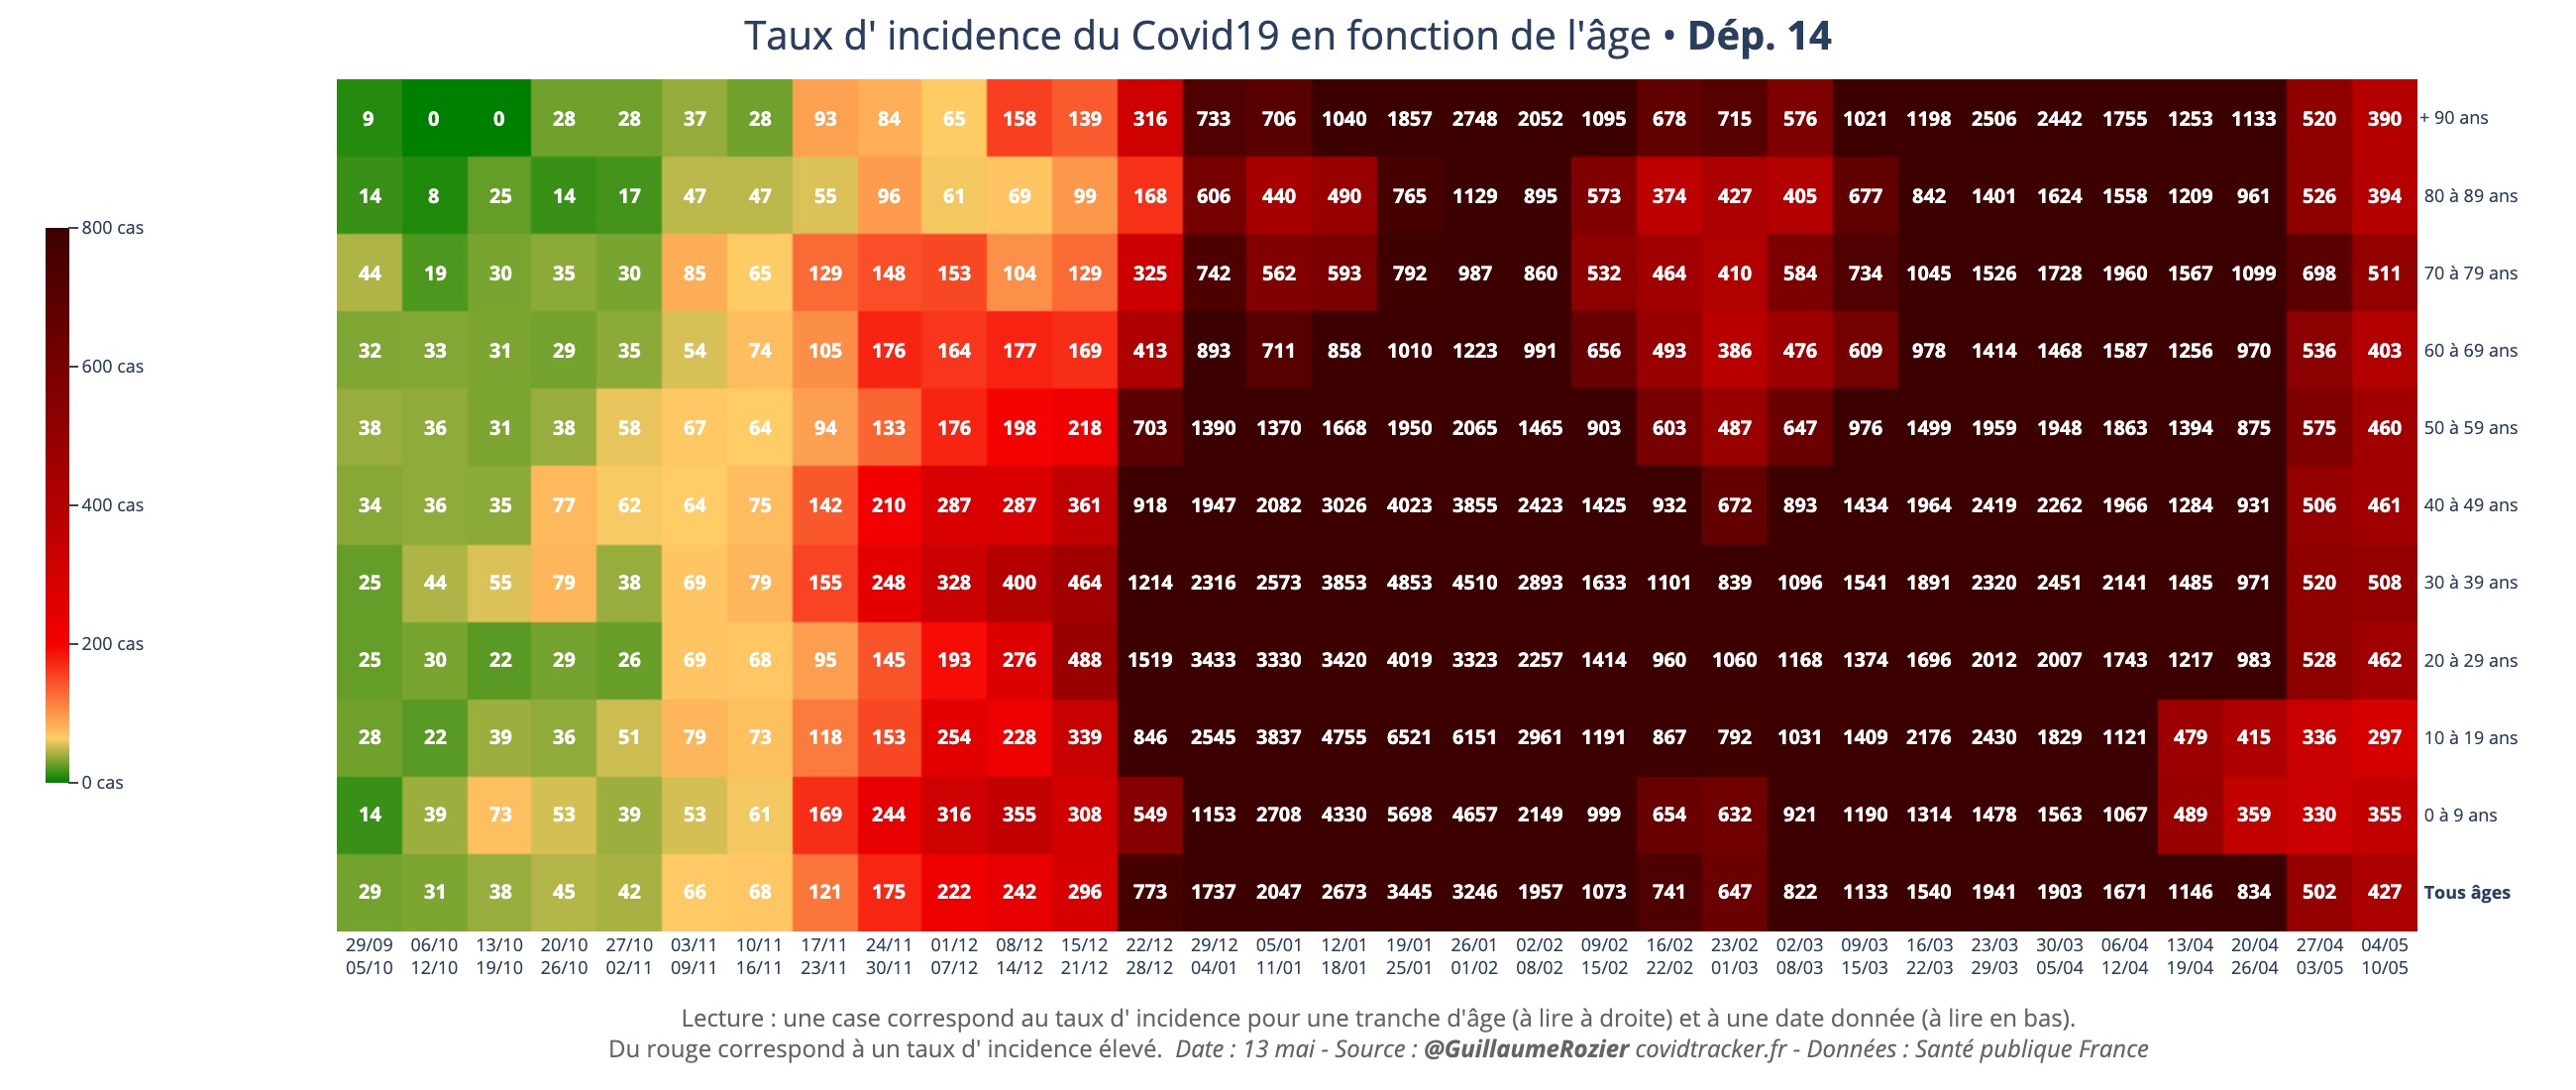 Taux d' incidence du Covid19 en fonction de l'âge • Dép. 14
800 cas
600 cas
400 cas
200 cas
0 cas
9 0 0 28 28 37 28 93 84 65 158 139 316 733 706 1040 1857 2748 2052 1095 678 715 576 1021 1198 2506 2442 1755 1253 1133 520 390 + 90 ans
14 8 25 14 17 47 47 55 96 61 69 99 168 606 440 490 765 1129 895 573 374 427 405 677 842 1401 1624 1558 1209 961 526 394 80 à 89 ans
44 19 30 35 30 85 65 129 148 153 104 129 325 742 562 593 792 987 860 532 464 410 584 734 1045 1526 1728 1960 1567 1099 698 511 70 à 79 ans
32 33 31 29 35 54 74 105 176 164 177 169 413 893 711 858 1010 1223 991 656 493 386 476 609 978 1414 1468 1587 1256 970 536 403 60 à 69 ans
38 36 31 38 58 67 64 94 133 176 198 218 703 1390 1370 1668 1950 2065 1465 903 603 487 647 976 1499 1959 1948 1863 1394 875 575 460 50 à 59 ans
34 36 35 77 62 64 75 142 210 287 287 361 918 1947 2082 3026 4023 3855 2423 1425 932 672 893 1434 1964 2419 2262 1966 1284 931 506 461 40 à 49 ans
25 44 55 79 38 69 79 155 248 328 400 464 1214 2316 2573 3853 4853 4510 2893 1633 1101 839 1096 1541 1891 2320 2451 2141 1485 971 520 508 30 à 39 ans
25 30 22 29 26 69 68 95 145 193 276 488 1519 3433 3330 3420 4019 3323 2257 1414 960 1060 1168 1374 1696 2012 2007 1743 1217 983 528 462 20 à 29 ans
28 22 39 36 51 79 73 118 153 254 228 339 846 2545 3837 4755 6521 6151 2961 1191 867 792 1031 1409 2176 2430 1829 1121 479 415 336 297 10 à 19 ans
14 39 73 53 39 53 61 169 244 316 355 308 549 1153 2708 4330 5698 4657 2149 999 654 632 921 1190 1314 1478 1563 1067 489 359 330 355 0 à 9 ans
29 31 38 45 42 66 68 121 175 222 242 296 773 1737 2047 2673 3445 3246 1957 1073 741 647 822 1133 1540 1941 1903 1671 1146 834 502 427 Tous âges
29/09 06/10 13/10 20/10 27/10 03/11 10/11 17/11 24/11 01/12 08/12 15/12 22/12 29/12 05/01 12/01 19/01 26/01 02/02 09/02 16/02 23/02 02/03 09/03 16/03 23/03 30/03 06/04 13/04 20/04 27/04 04/05
05/10 12/10 19/10 26/10 02/11 09/11 16/11 23/11 30/11 07/12 14/12 21/12 28/12 04/01 11/01 18/01 25/01 01/02 08/02 15/02 22/02 01/03 08/03 15/03 22/03 29/03 05/04 12/04 19/04 26/04 03/05 10/05
Lecture : une case correspond au taux d' incidence pour une tranche d'âge (à lire à droite) et à une date donnée (à lire en bas).
Du rouge correspond à un taux d' incidence élevé. Date : 13 mai - Source : @GuillaumeRozier covidtracker.fr - Données : Santé publique France